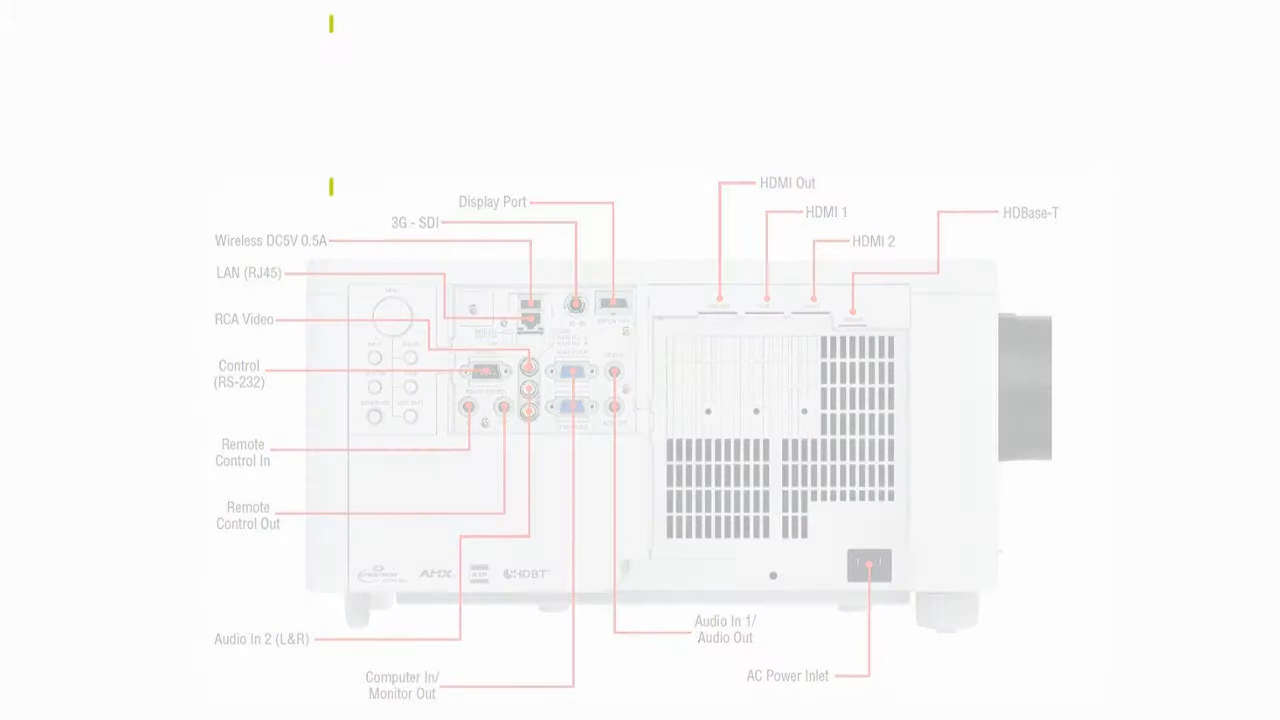 HDMI Out
Display Port
HDMI 1
HDBase-T
3G - SDI
Wireless DC5V 0.5A
HDMI 2
LAN (RJ45)
RCA Video
Control
(RS-232)
Remote
Control In
Remote
Control Out
AMX
HDBT
Audio In 1/
Audio Out
Audio In 2 (L&R)
Computer In/
Monitor Out
AC Power Inlet